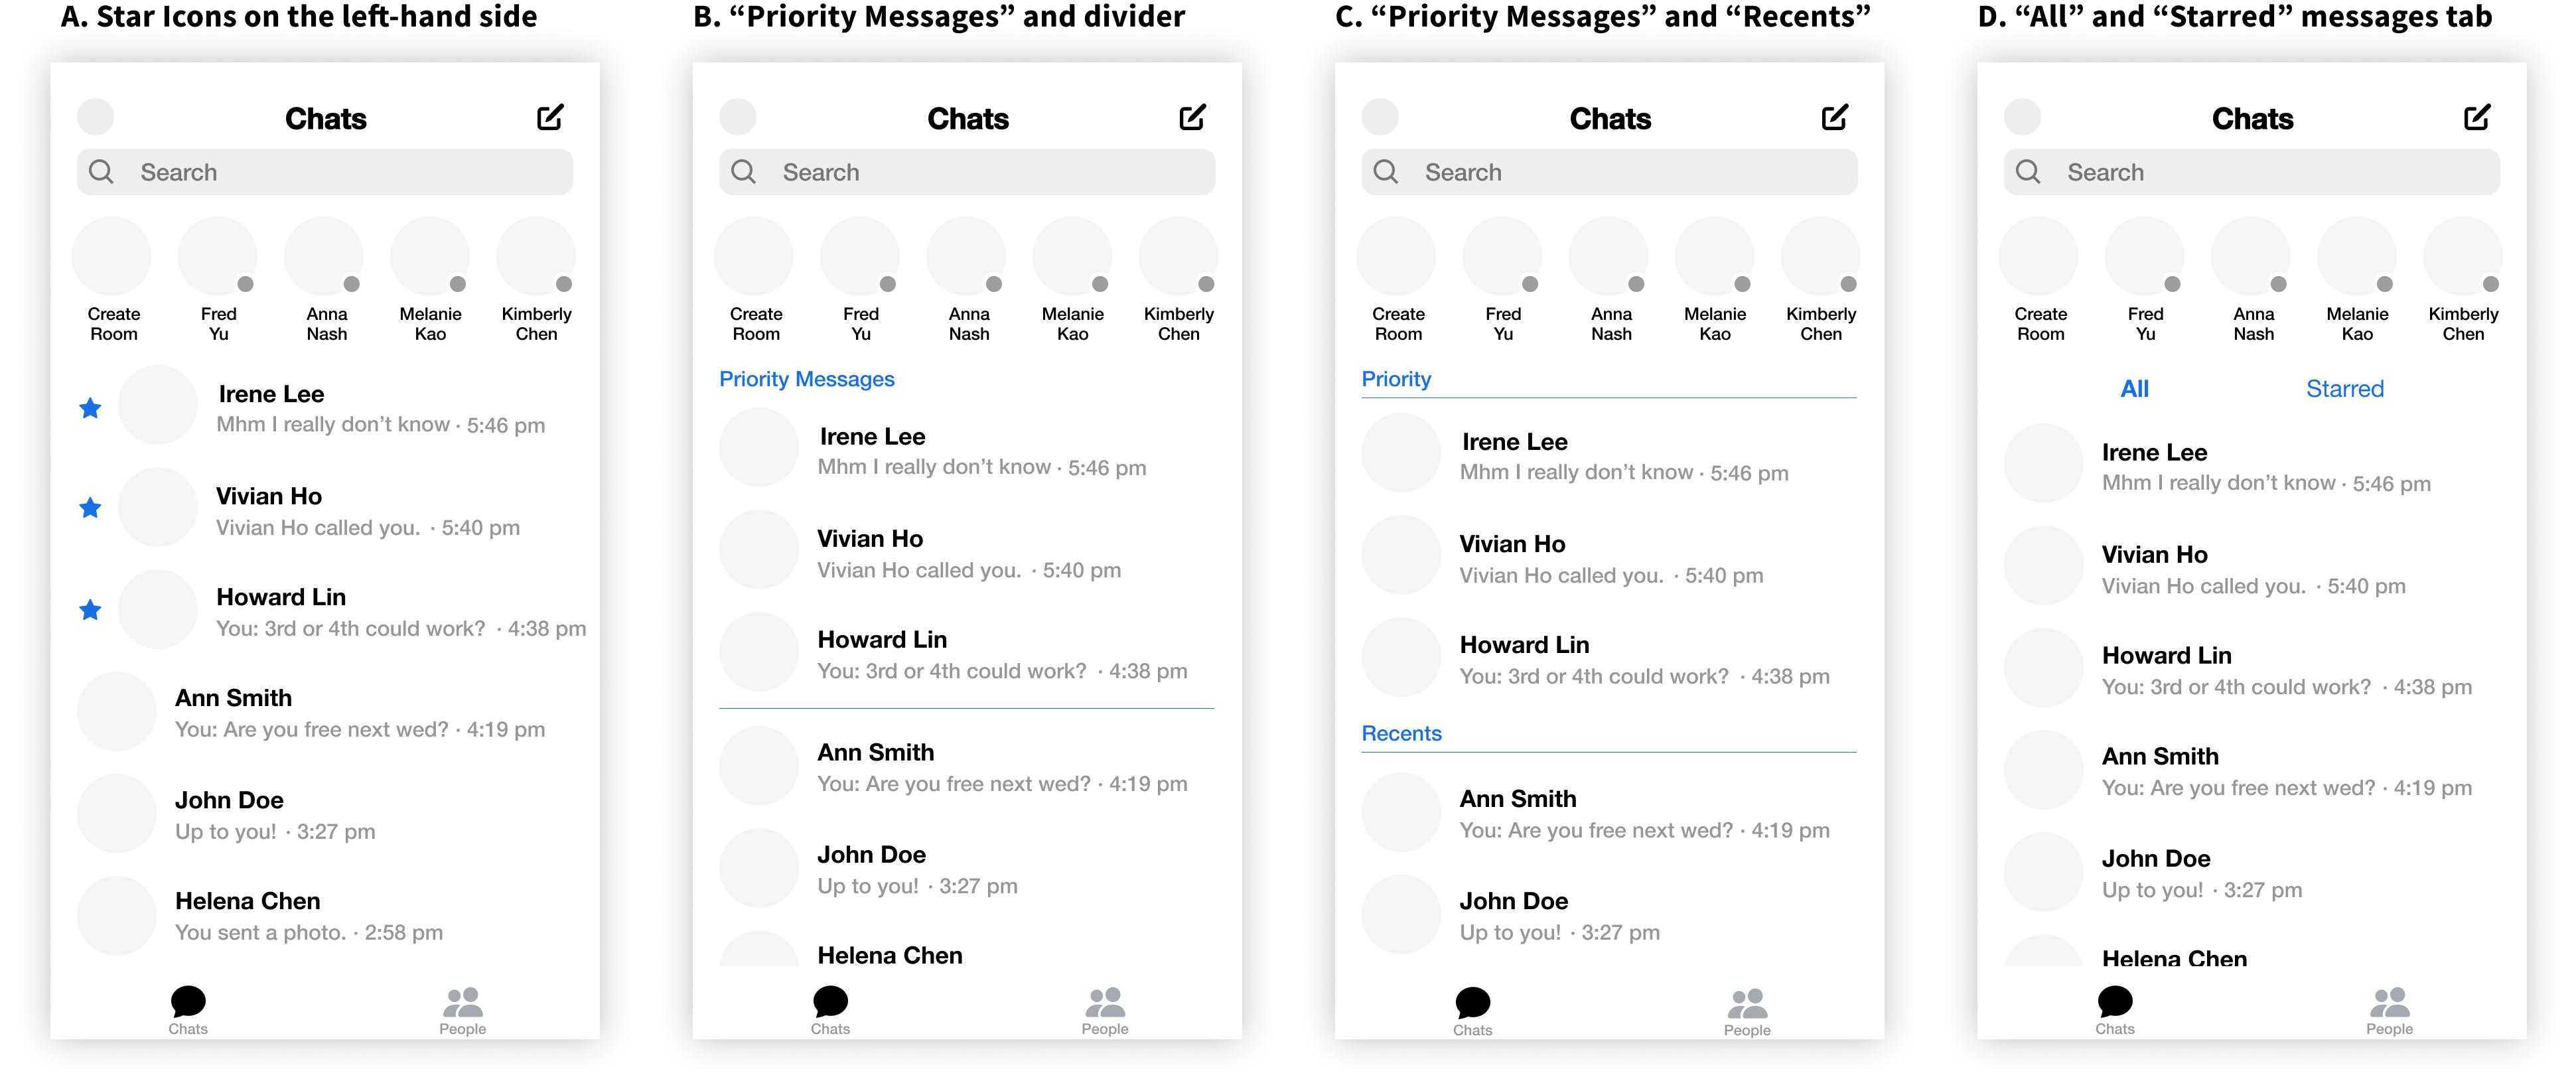 A. Star Icons on the left-hand side
Chats
Search
Create Room
Fred Yu
Anna Nash
Melanie Kao
Kimberly Chen
Irene Lee
Mhm I really don’t know · 5:46 pm
Vivian Ho
Vivian Ho called you. · 5:40 pm
Howard Lin
You: 3rd or 4th could work? · 4:38 pm
Ann Smith
You: Are you free next wed? · 4:19 pm
John Doe
Up to you! · 3:27 pm
Helena Chen
You sent a photo. · 2:58 pm
Chats
People
B. “Priority Messages” and divider
Chats
Search
Create Room
Fred Yu
Anna Nash
Melanie Kao
Kimberly Chen
Priority Messages
Irene Lee
Mhm I really don’t know · 5:46 pm
Vivian Ho
Vivian Ho called you. · 5:40 pm
Howard Lin
You: 3rd or 4th could work? · 4:38 pm
Ann Smith
You: Are you free next wed? · 4:19 pm
John Doe
Up to you! · 3:27 pm
Helena Chen
Chats
People
C. “Priority Messages” and “Recents”
Chats
Search
Create Room
Fred Yu
Anna Nash
Melanie Kao
Kimberly Chen
Priority
Irene Lee
Mhm I really don’t know · 5:46 pm
Vivian Ho
Vivian Ho called you. · 5:40 pm
Howard Lin
You: 3rd or 4th could work? · 4:38 pm
Recents
Ann Smith
You: Are you free next wed? · 4:19 pm
John Doe
Up to you! · 3:27 pm
Chats
People
D. “All” and “Starred” messages tab
Chats
Search
Create Room
Fred Yu
Anna Nash
Melanie Kao
Kimberly Chen
All
Starred
Irene Lee
Mhm I really don’t know · 5:46 pm
Vivian Ho
Vivian Ho called you. · 5:40 pm
Howard Lin
You: 3rd or 4th could work? · 4:38 pm
Ann Smith
You: Are you free next wed? · 4:19 pm
John Doe
Up to you! · 3:27 pm
Helena Chen
Chats
People